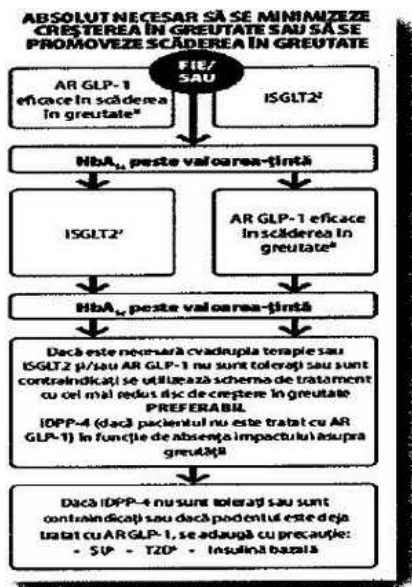 ABSOLUT NECESAR SĂ SE MINIMIZEZE
CREȘTEREA ÎN GREUTATE SAU SĂ SE
PROMOVEZE SCĂDEREA ÎN GREUTATE
FIE/
SAU
AR GLP-1
eficace în scăderea
în greutate
ISGLT2
HbA1c peste valoarea-țintă
ISGLT2
AR GLP-1 eficace
în scăderea în
greutate
HbA1c peste valoarea-țintă
Dacă este necesară cvadrupla terapie sau
ISGLT2 și/sau AR GLP-1 nu sunt tolerați sau sunt
contraindicați se utilizează schema de tratament
cu cel mai redus risc de creștere în greutate
PREFERABIL
iDPP-4 (dacă pacientul nu este tratat cu AR
GLP-1) în funcție de absența impactului asupra
greutății
Dacă iDPP-4 nu sunt tolerați sau sunt
contraindicați sau dacă pacientul este deja
tratat cu AR GLP-1, se adaugă cu precauție:
- SU - TZD - Insulină bazală